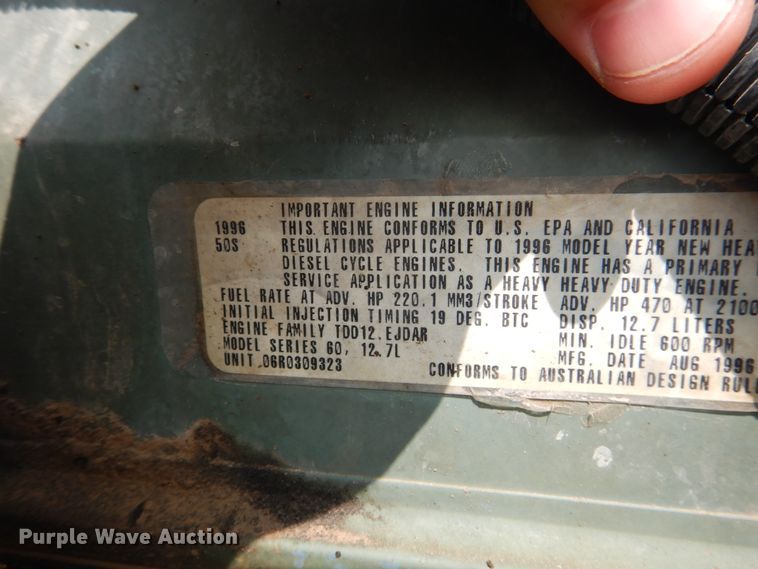 IMPORTANT ENGINE INFORMATION
1996 THIS ENGINE CONFORMS TO U.S. EPA AND CALIFORNIA
50S REGULATIONS APPLICABLE TO 1996 MODEL YEAR NEW HEA
DIESEL CYCLE ENGINES. THIS ENGINE HAS A PRIMARY
SERVICE APPLICATION AS A HEAVY HEAVY DUTY ENGINE.
FUEL RATE AT ADV. HP 220.1 MM3/STROKE ADV. HP 470 AT 2100
INITIAL INJECTION TIMING 19 DEG. BTC DISP. 12.7 LITERS
ENGINE FAMILY TDD12.EJDAR MIN. IDLE 600 RPM
MODEL SERIES 60, 12.7L MFG. DATE AUG 1996
UNIT 06R0309323 CONFORMS TO AUSTRALIAN DESIGN RUL
Purple Wave Auction